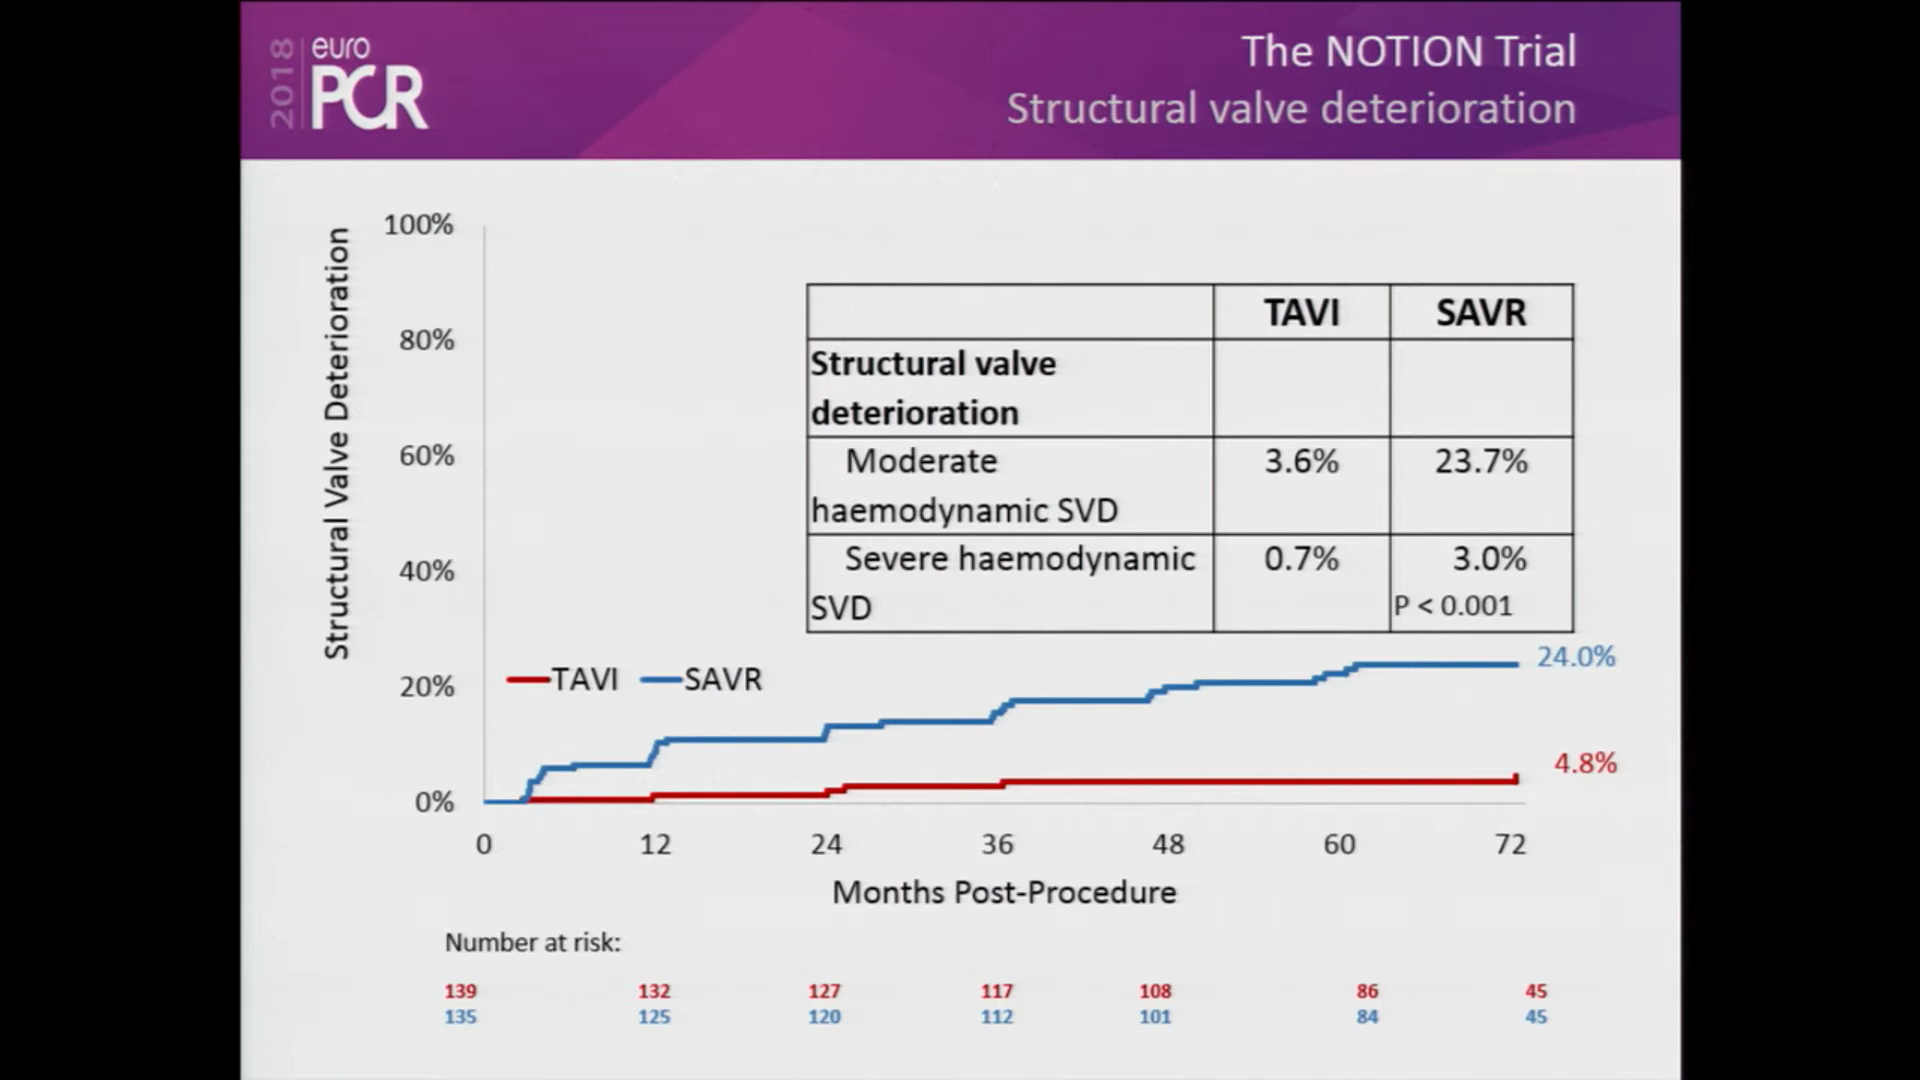 2018
euro
PCR
The NOTION Trial
Structural valve deterioration
Structural Valve Deterioration
100%
80%
60%
40%
20%
0%
TAVI SAVR
Structural valve
deterioration
Moderate 3.6% 23.7%
haemodynamic SVD
Severe haemodynamic 0.7% 3.0%
SVD P < 0.001
TAVI SAVR
24.0%
4.8%
0 12 24 36 48 60 72
Months Post-Procedure
Number at risk:
139 132 127 117 108 86 45
135 125 120 112 101 84 45